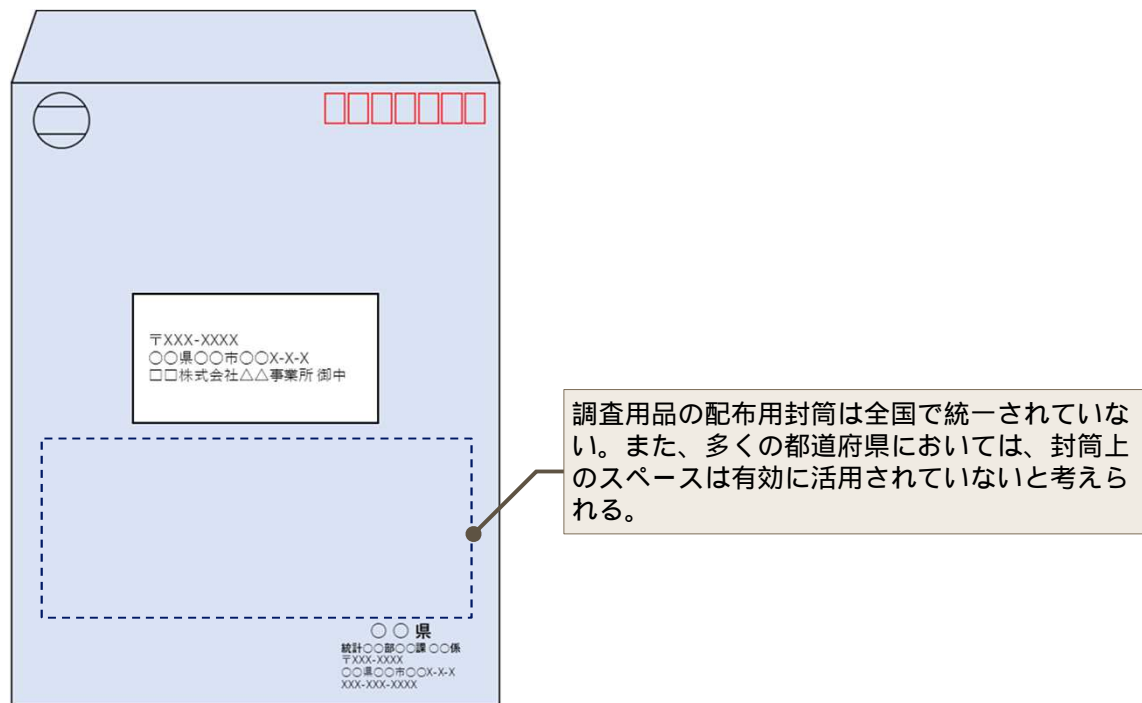 〒XXX-XXXX
○○県○○市○○X-X-X
□□株式会社△△事業所 御中
調査用品の配布用封筒は全国で統一されていな
い。また、多くの都道府県においては、封筒上
のスペースは有効に活用されていないと考えら
れる。
○○県
統計○○部○○課○○係
〒XXX-XXXX
○○県○○市○○X-X-X
XXX-XXX-XXXX